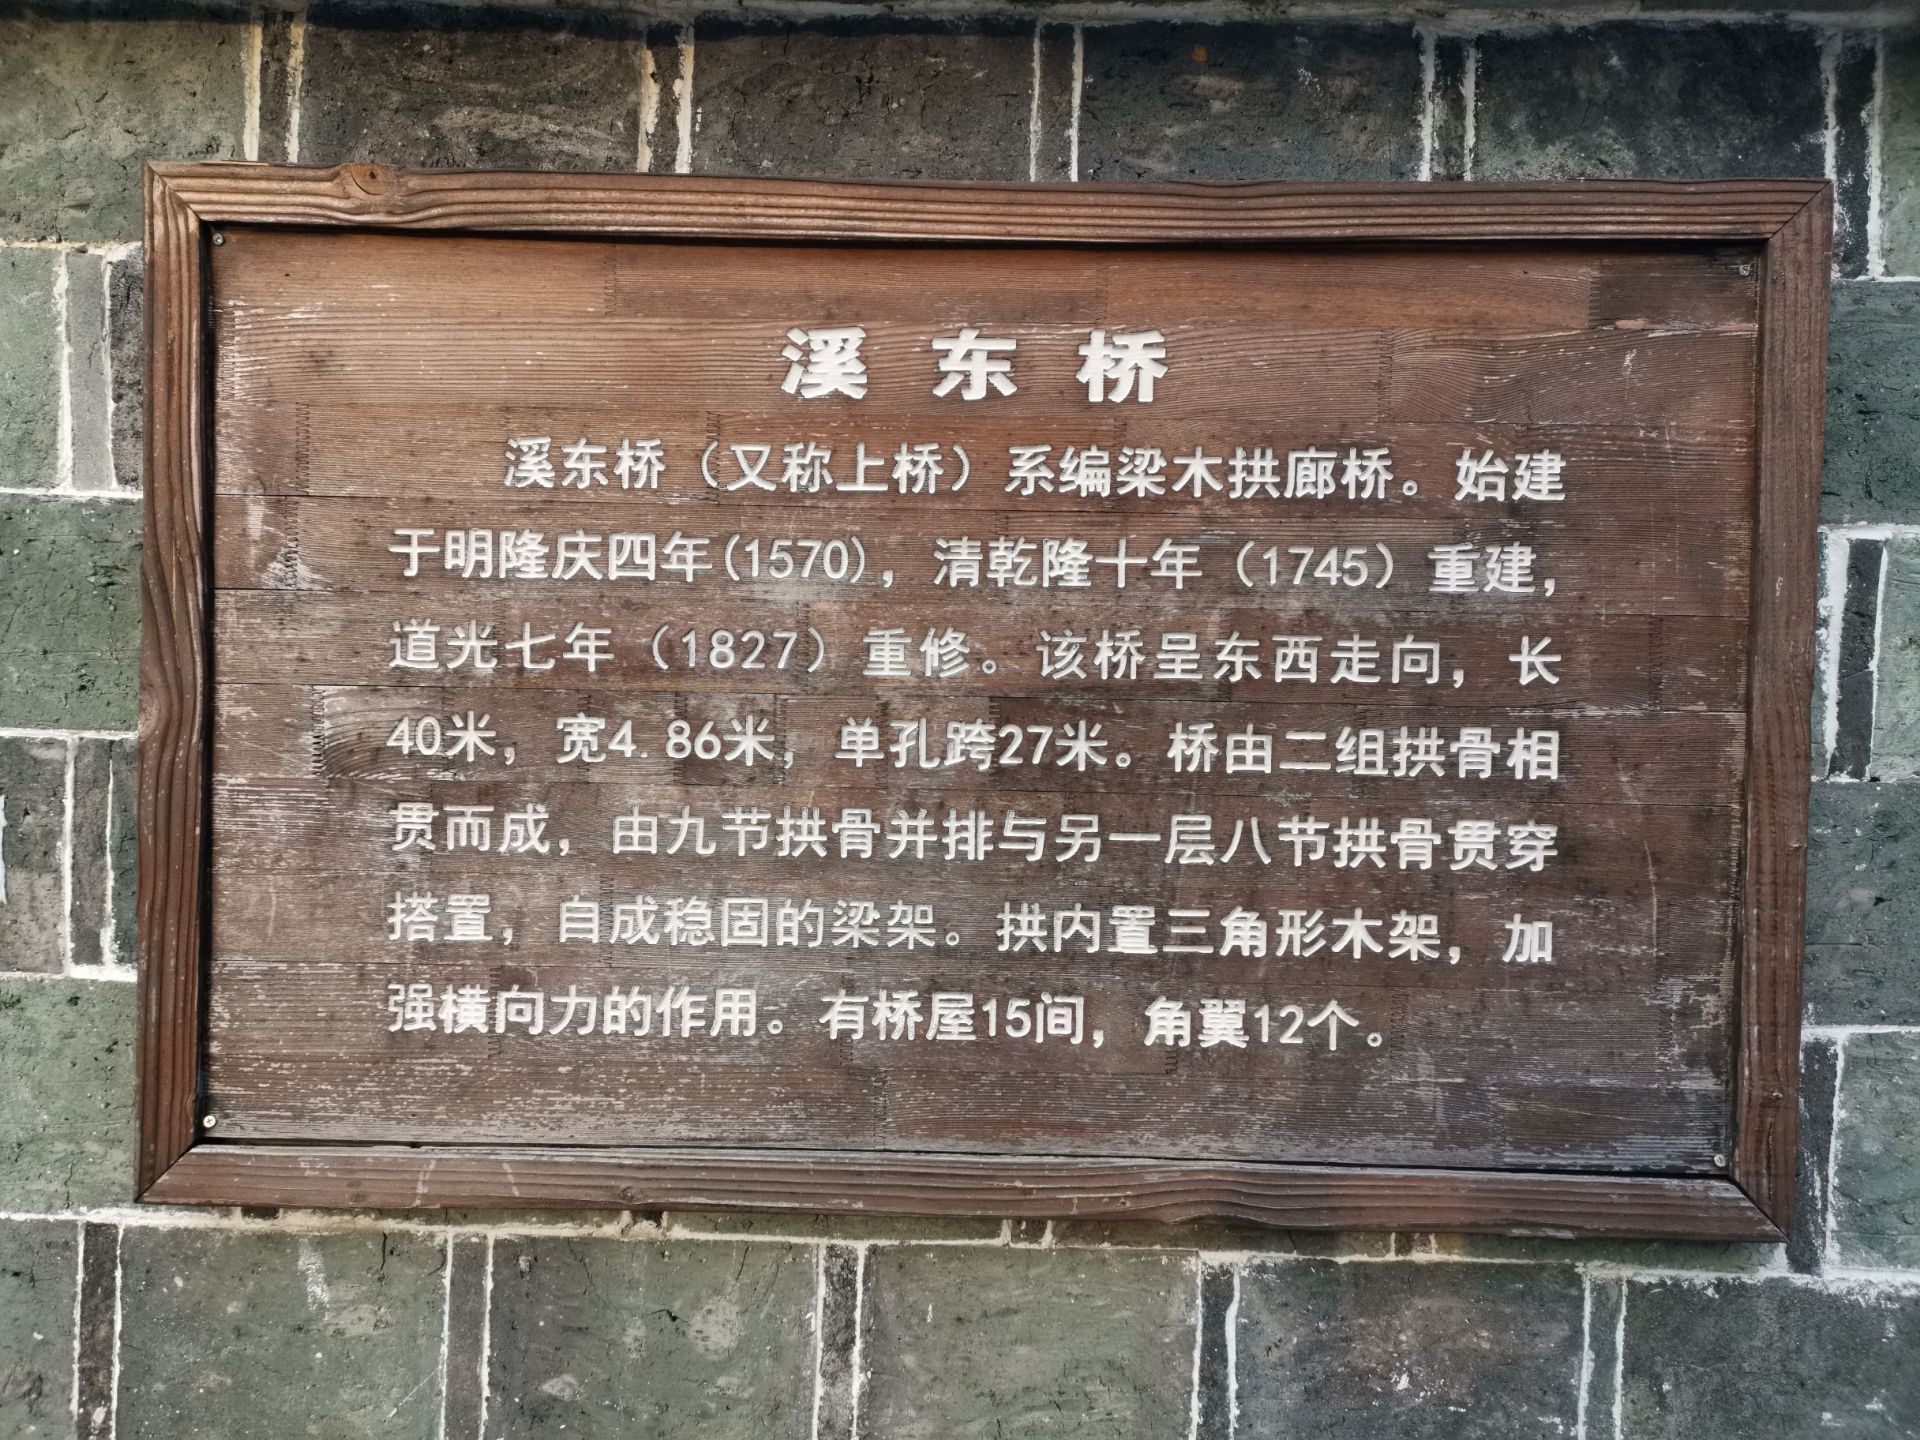 溪东桥
溪东桥（又称上桥）系编梁木拱廊桥。始建
于明隆庆四年(1570)，清乾隆十年（1745）重建，
道光七年（1827）重修。该桥呈东西走向，长
40米，宽4.86米，单孔跨27米。桥由二组拱骨相
贯而成，由九节拱骨并排与另一层八节拱骨贯穿
搭置，自成稳固的梁架。拱内置三角形木架，加
强横向力的作用。有桥屋15间，角翼12个。